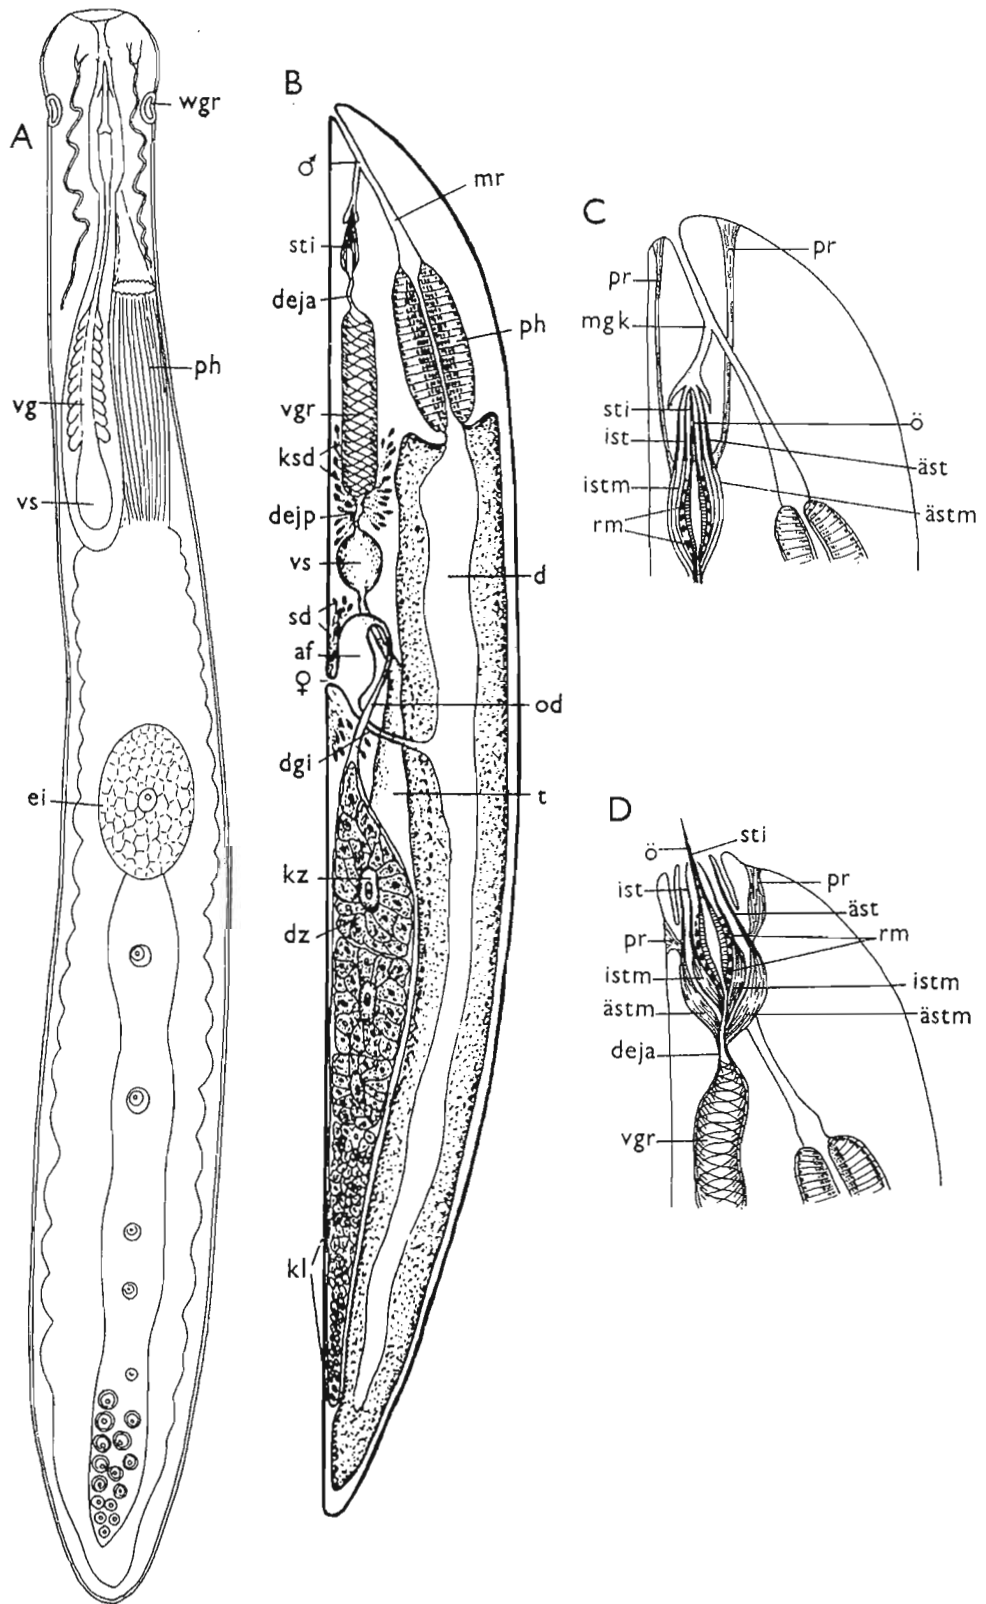 A
wgr
ph
vg
vs
ei
B
♂
mr
sti
deja
ph
vgr
ksd
dejp
vs
d
sd
af
♀
od
dgi
t
kz
dz
kl
C
pr
pr
mgk
sti
ö
ist
äst
istm
ästm
rm
D
sti
ö
pr
ist
äst
pr
rm
istm
istm
ästm
ästm
deja
vgr